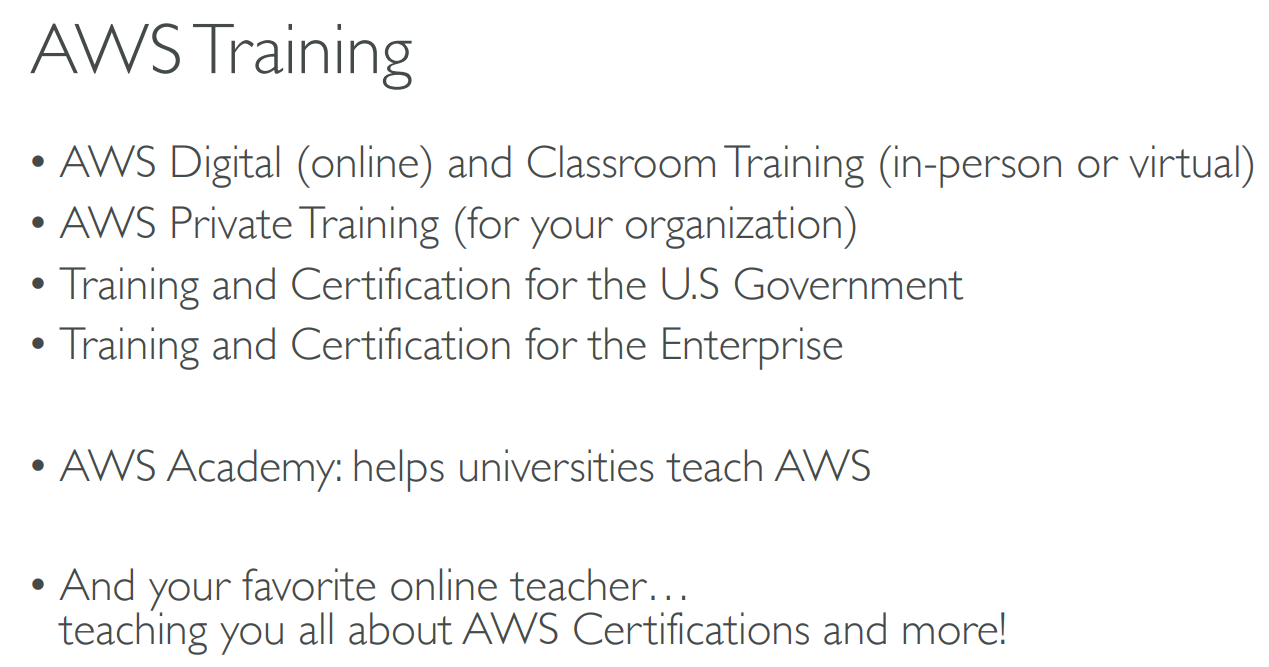 AWS Training
• AWS Digital (online) and Classroom Training (in-person or virtual)
• AWS Private Training (for your organization)
• Training and Certification for the U.S Government
• Training and Certification for the Enterprise
• AWS Academy: helps universities teach AWS
• And your favorite online teacher…
teaching you all about AWS Certifications and more!